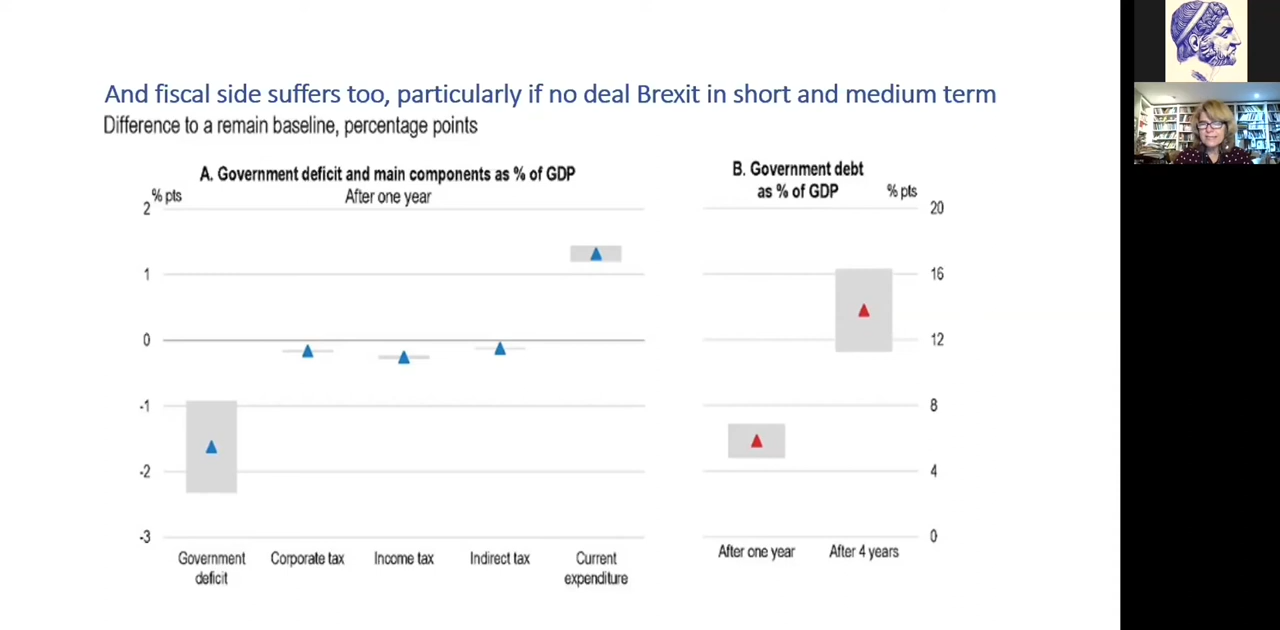 And fiscal side suffers too, particularly if no deal Brexit in short and medium term
Difference to a remain baseline, percentage points
A. Government deficit and main components as % of GDP
After one year
% pts
2
1
0
-1
-2
-3
Government deficit
Corporate tax
Income tax
Indirect tax
Current expenditure
B. Government debt
as % of GDP
% pts
20
16
12
8
4
0
After one year
After 4 years